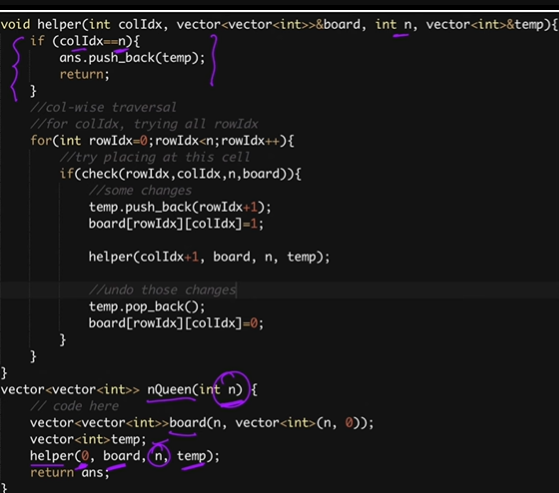 void helper(int colIdx, vector<vector<int>>&board, int n, vector<int>&temp){
    if (colIdx==n){
        ans.push_back(temp);
        return;
    }
    //col-wise traversal
    //for colIdx, trying all rowIdx
    for(int rowIdx=0;rowIdx<n;rowIdx++){
        //try placing at this cell
        if(check(rowIdx,colIdx,n,board)){
            //some changes
            temp.push_back(rowIdx+1);
            board[rowIdx][colIdx]=1;

            helper(colIdx+1, board, n, temp);

            //undo those changes
            temp.pop_back();
            board[rowIdx][colIdx]=0;
        }
    }
}
vector<vector<int>> nQueen(int n) {
    // code here
    vector<vector<int>>board(n, vector<int>(n, 0));
    vector<int>temp;
    helper(0, board, n, temp);
    return ans;
}